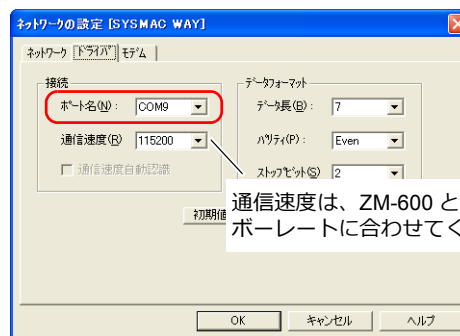 ネットワークの設定 [SYSMAC WAY]
ネットワーク ドライバ モデム
接続
ポート名(N): COM9
通信速度(R) 115200
通信速度自動認識
データフォーマット
データ長(B): 7
パリティ(P): Even
ストップビット(S) 2
初期値
通信速度は、ZM-600 と
ボーレートに合わせてく
OK キャンセル ヘルプ